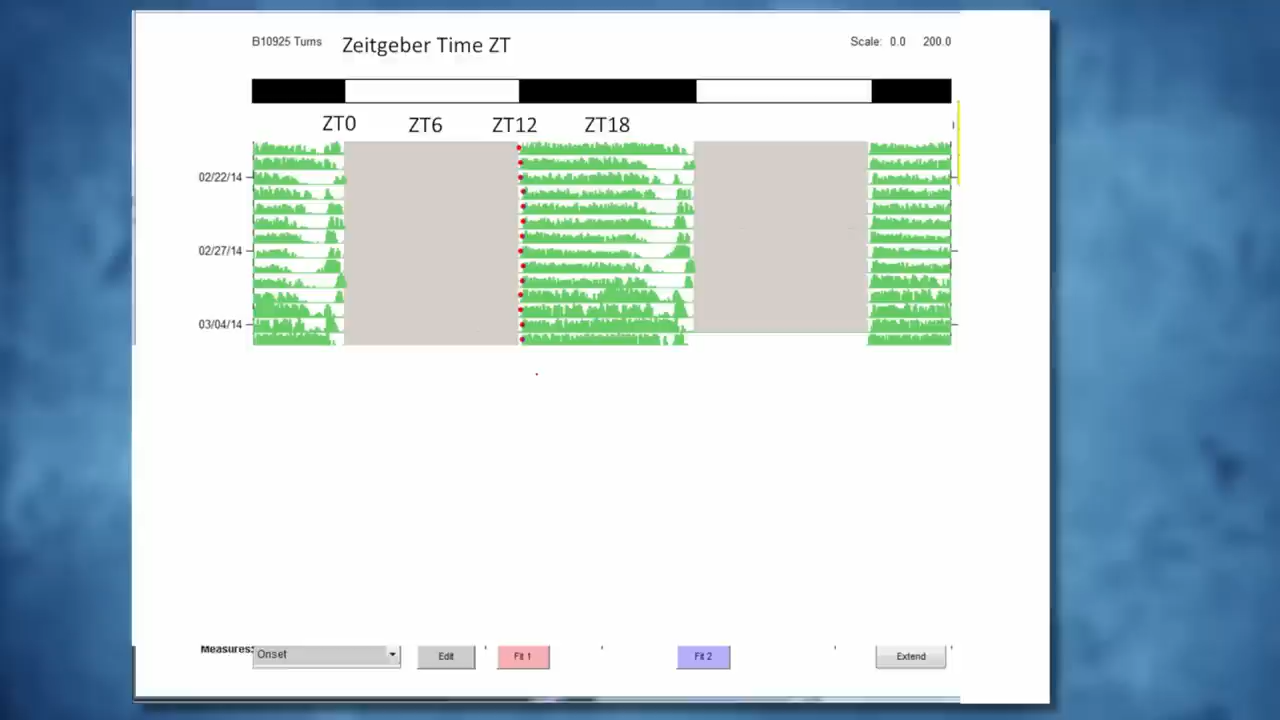 B10925 Turns Zeitgeber Time ZT Scale: 0.0 200.0
ZT0 ZT6 ZT12 ZT18
02/22/14
02/27/14
03/04/14
Measures: Onset Edit Fit 1 Fit 2 Extend